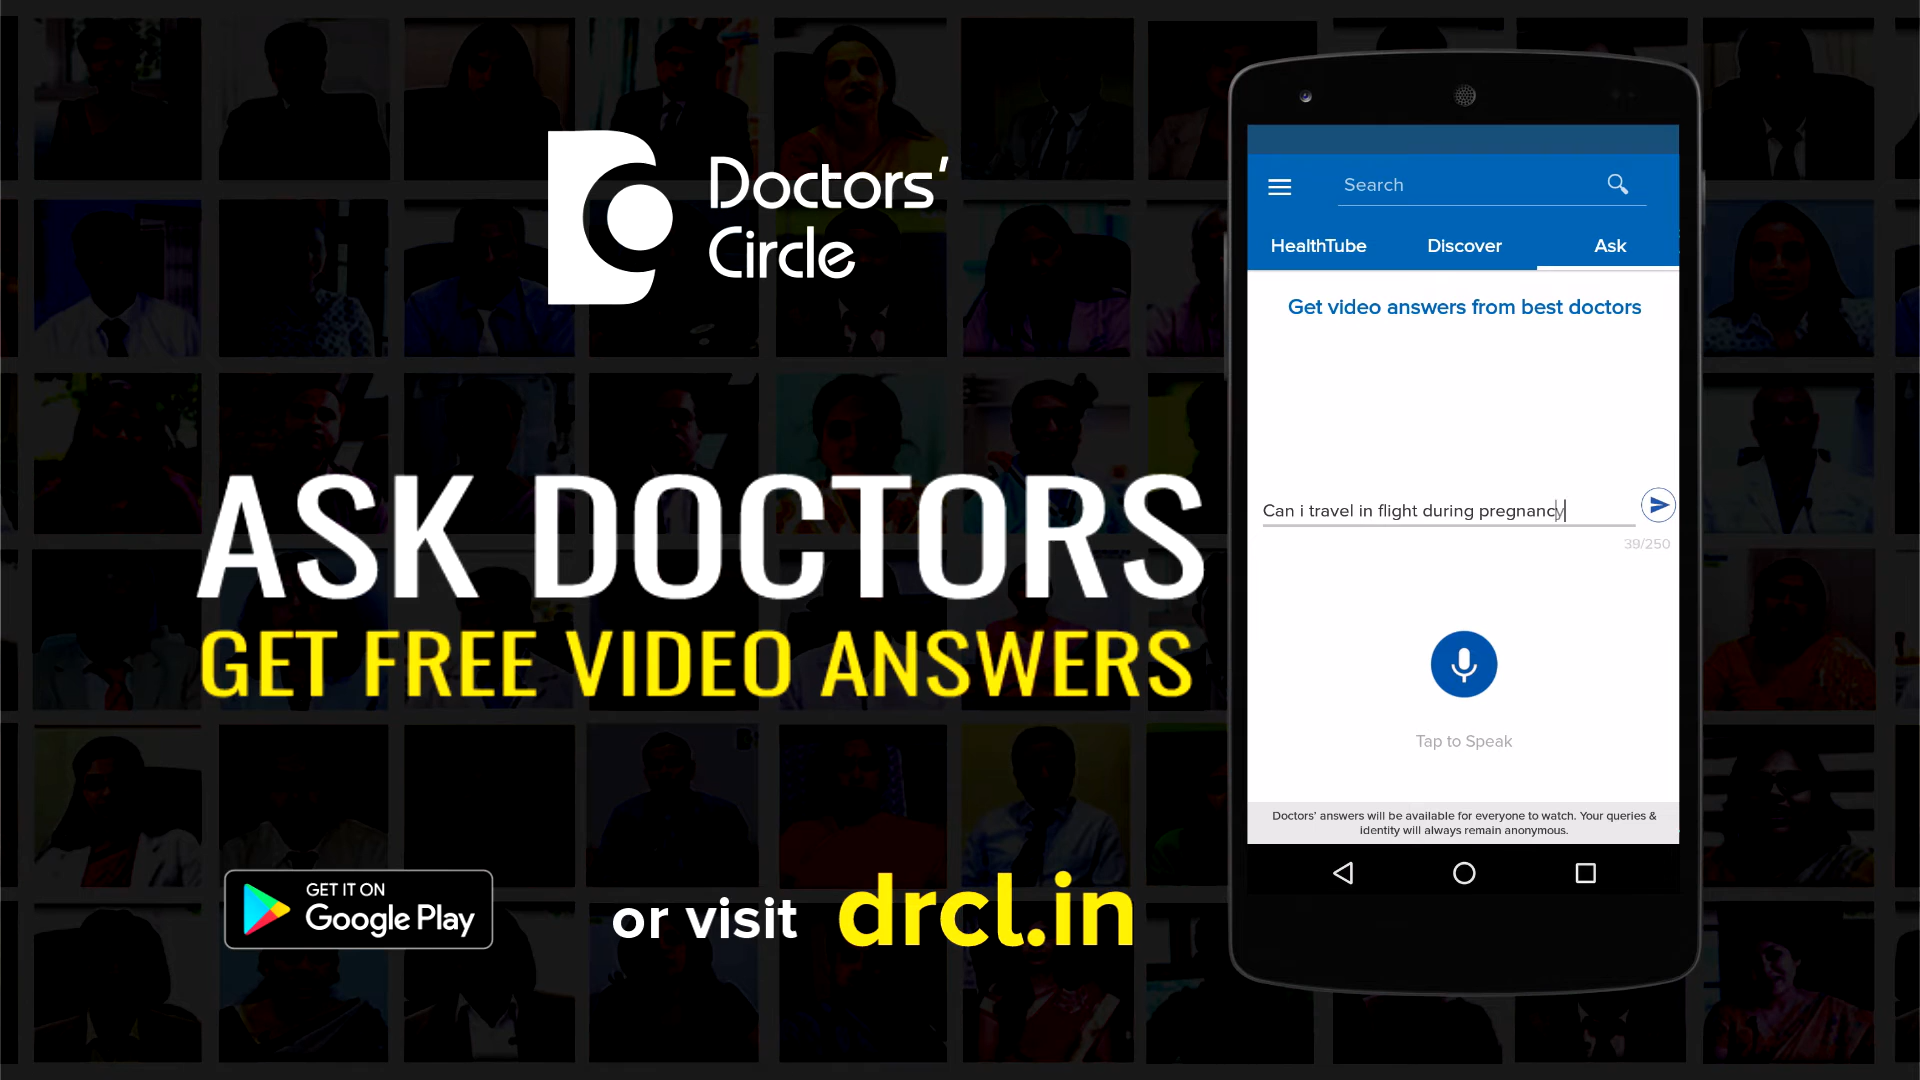 Doctors'
Circle
ASK DOCTORS
GET FREE VIDEO ANSWERS
GET IT ON
Google Play
or visit drcl.in
Search
HealthTube Discover Ask
Get video answers from best doctors
Can i travel in flight during pregnancy
39/250
Tap to Speak
Doctors' answers will be available for everyone to watch. Your queries &
identity will always remain anonymous.